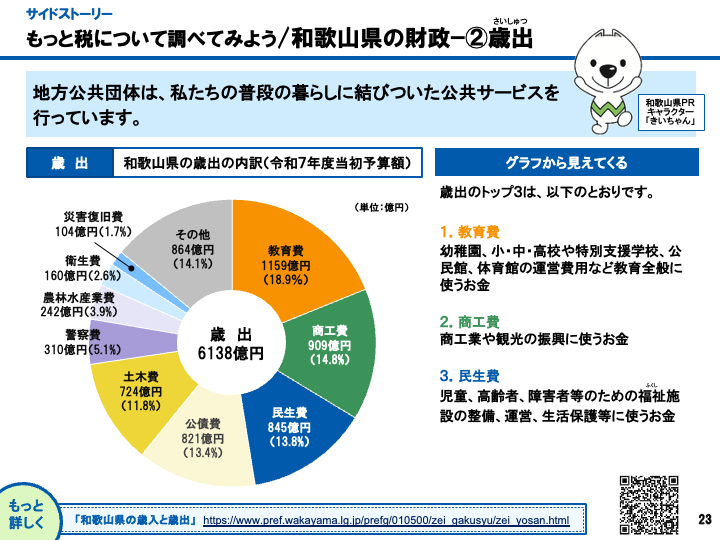 サイドストーリー
さいしゅつ
もっと税について調べてみよう/和歌山県の財政−②歳出
地方公共団体は、私たちの普段の暮らしに結びついた公共サービスを
行っています。
和歌山県PR
キャラクター
「きいちゃん」
歳 出 和歌山県の歳出の内訳(令和7年度当初予算額)
(単位:億円)
教育費
1159億円
(18.9%)
商工費
909億円
(14.8%)
民生費
845億円
(13.8%)
公債費
821億円
(13.4%)
土木費
724億円
(11.8%)
警察費
310億円(5.1%)
農林水産業費
242億円(3.9%)
衛生費
160億円(2.6%)
災害復旧費
104億円(1.7%)
その他
864億円
(14.1%)
歳 出
6138億円
グラフから見えてくる
歳出のトップ3は、以下のとおりです。
1. 教育費
幼稚園、小・中・高校や特別支援学校、公
民館、体育館の運営費用など教育全般に
使うお金
2. 商工費
商工業や観光の振興に使うお金
3. 民生費
ふくし
児童、高齢者、障害者等のための福祉施
設の整備、運営、生活保護等に使うお金
もっと
詳しく
「和歌山県の歳入と歳出」 https://www.pref.wakayama.lg.jp/prefg/010500/zei_gakusyu/zei_yosan.html
23